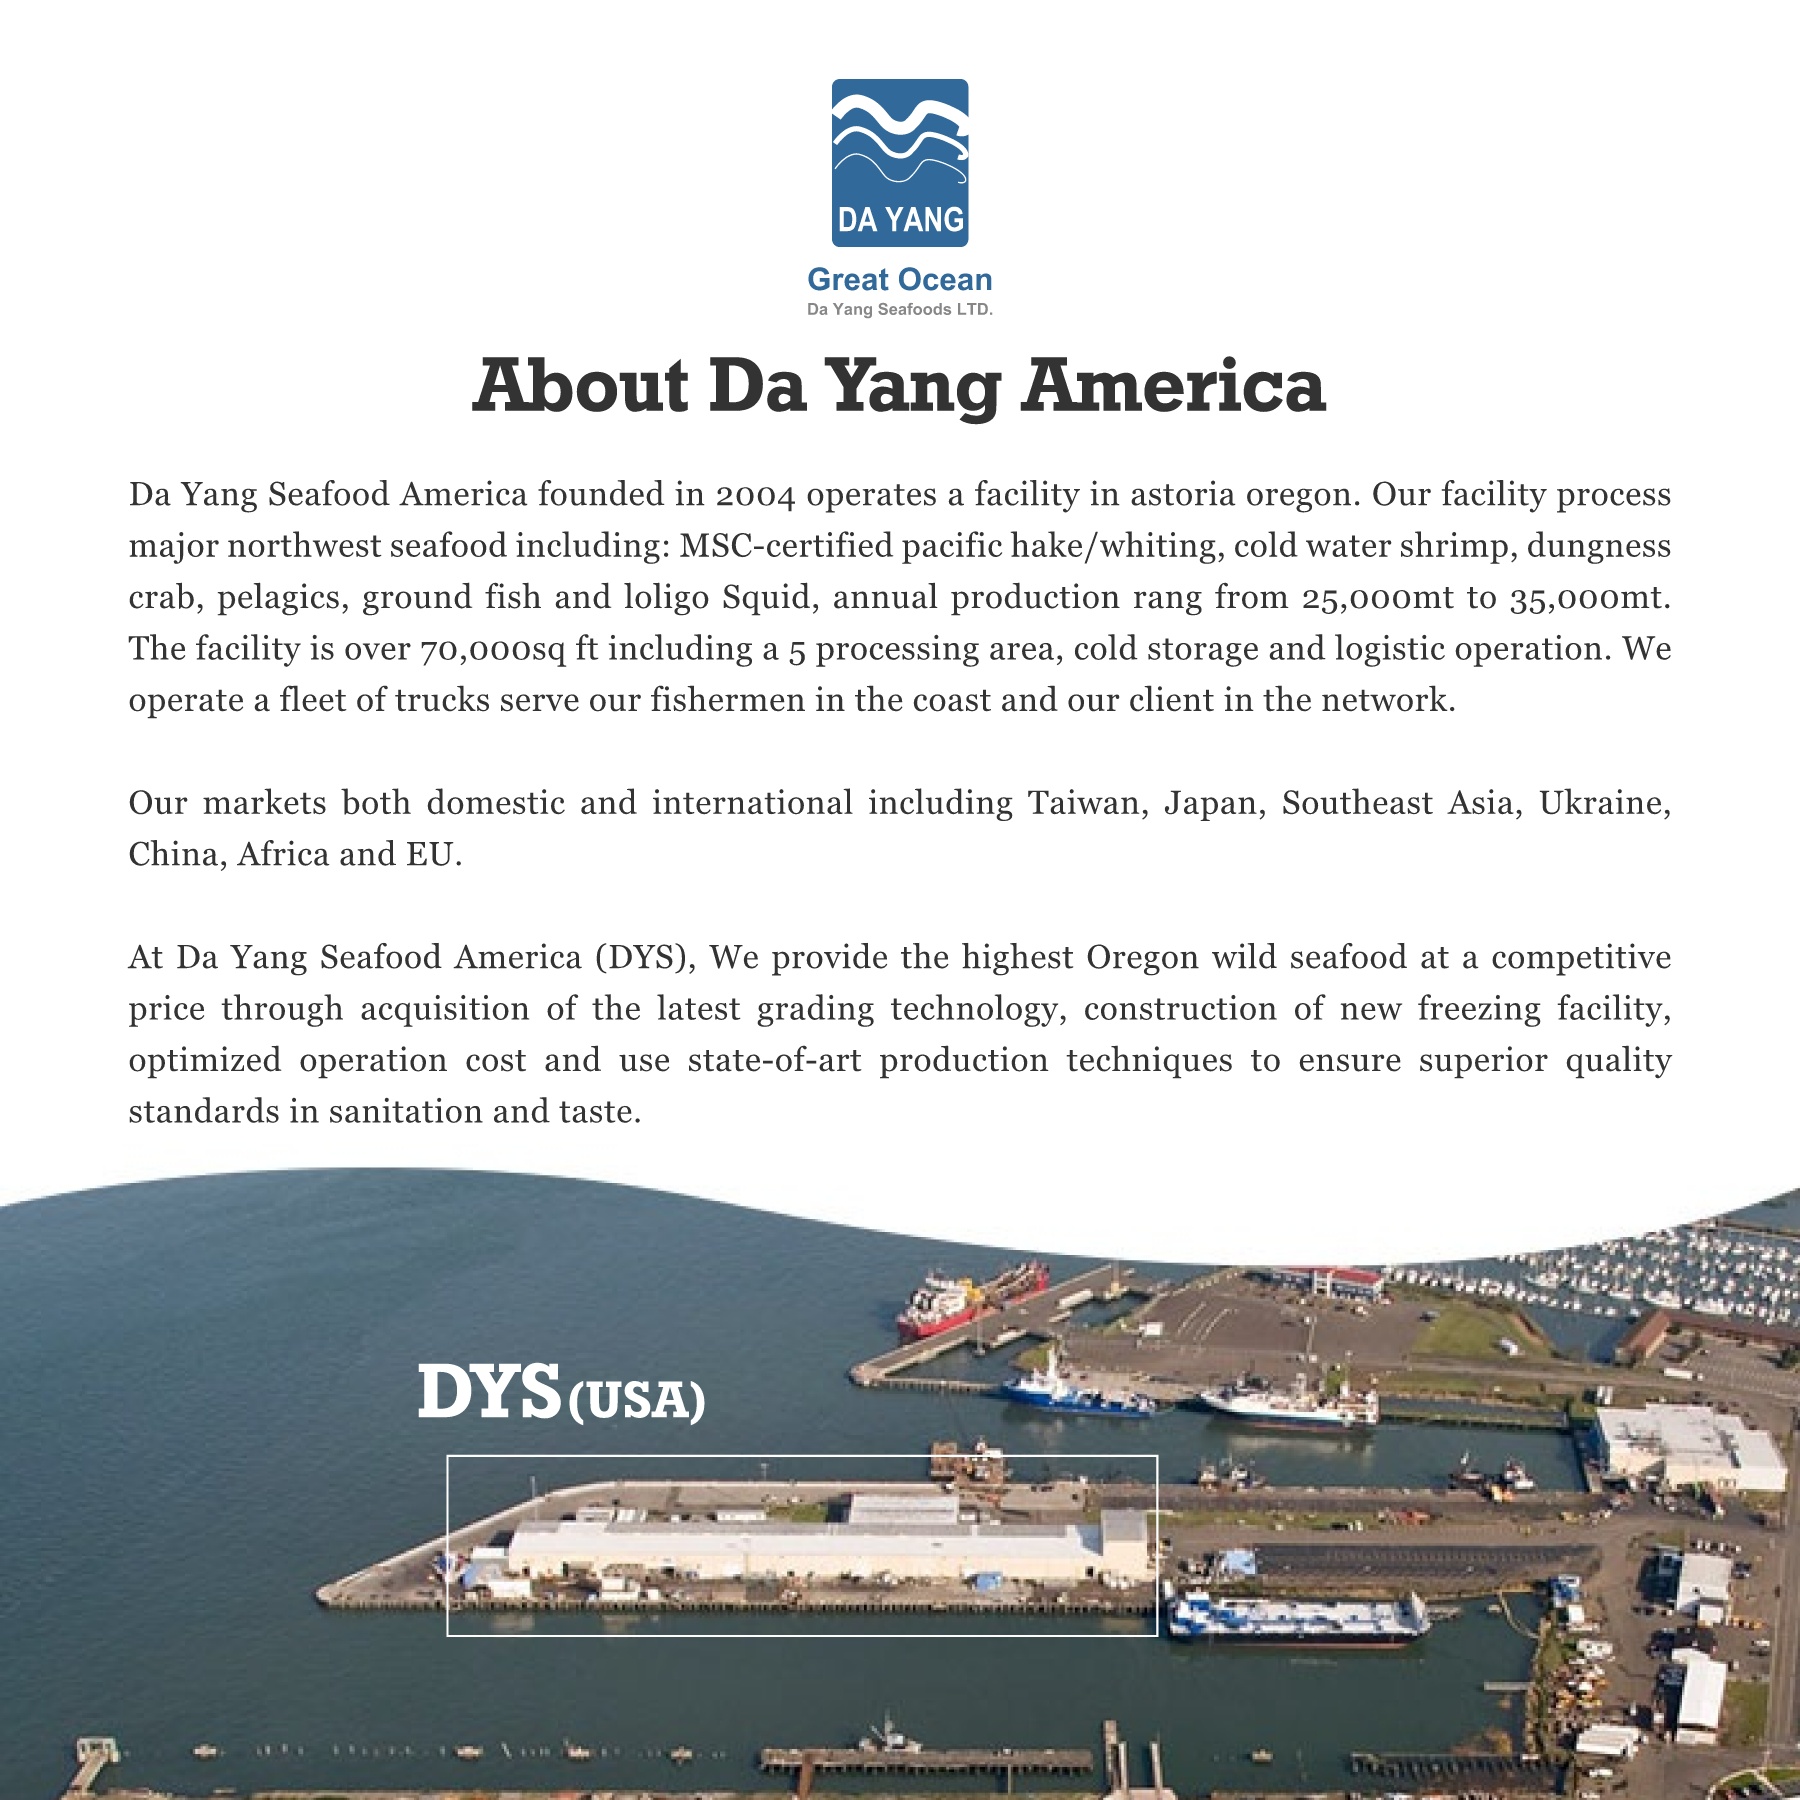 DA YANG
Great Ocean
Da Yang Seafoods LTD.
About Da Yang America
Da Yang Seafood America founded in 2004 operates a facility in astoria oregon. Our facility process
major northwest seafood including: MSC-certified pacific hake/whiting, cold water shrimp, dungness
crab, pelagics, ground fish and loligo Squid, annual production rang from 25,000mt to 35,000mt.
The facility is over 70,000sq ft including a 5 processing area, cold storage and logistic operation. We
operate a fleet of trucks serve our fishermen in the coast and our client in the network.
Our markets both domestic and international including Taiwan, Japan, Southeast Asia, Ukraine,
China, Africa and EU.
At Da Yang Seafood America (DYS), We provide the highest Oregon wild seafood at a competitive
price through acquisition of the latest grading technology, construction of new freezing facility,
optimized operation cost and use state-of-art production techniques to ensure superior quality
standards in sanitation and taste.
DYS (USA)